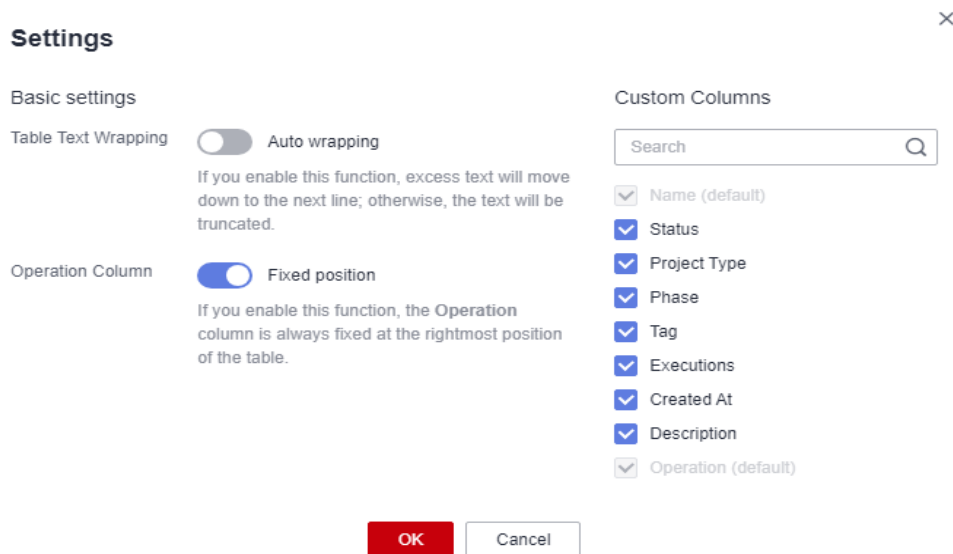 Settings
Basic settings
Table Text Wrapping
Auto wrapping
If you enable this function, excess text will move
down to the next line; otherwise, the text will be
truncated.
Operation Column
Fixed position
If you enable this function, the Operation
column is always fixed at the rightmost position
of the table.
Custom Columns
Search
Name (default)
Status
Project Type
Phase
Tag
Executions
Created At
Description
Operation (default)
OK
Cancel